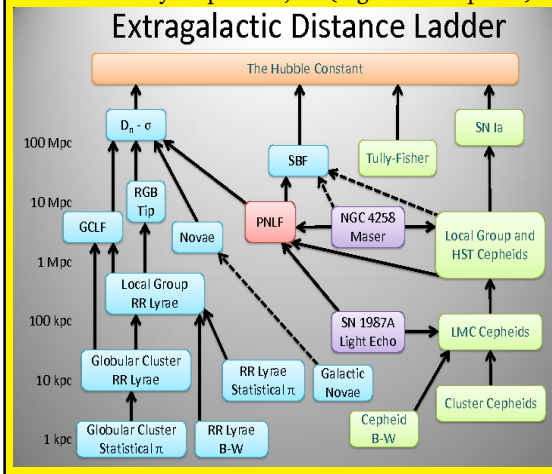 Extragalactic Distance Ladder
The Hubble Constant
Dn - σ
SN Ia
100 Mpc
SBF
Tully-Fisher
RGB
Tip
10 Mpc
GCLF
Novae
PNLF
NGC 4258
Maser
Local Group and
HST Cepheids
1 Mpc
Local Group
RR Lyrae
100 kpc
SN 1987A
Light Echo
LMC Cepheids
Globular Cluster
RR Lyrae
RR Lyrae
Statistical π
Galactic
Novae
10 kpc
Cluster Cepheids
Cepheid
B-W
1 kpc
Globular Cluster
Statistical π
RR Lyrae
B-W